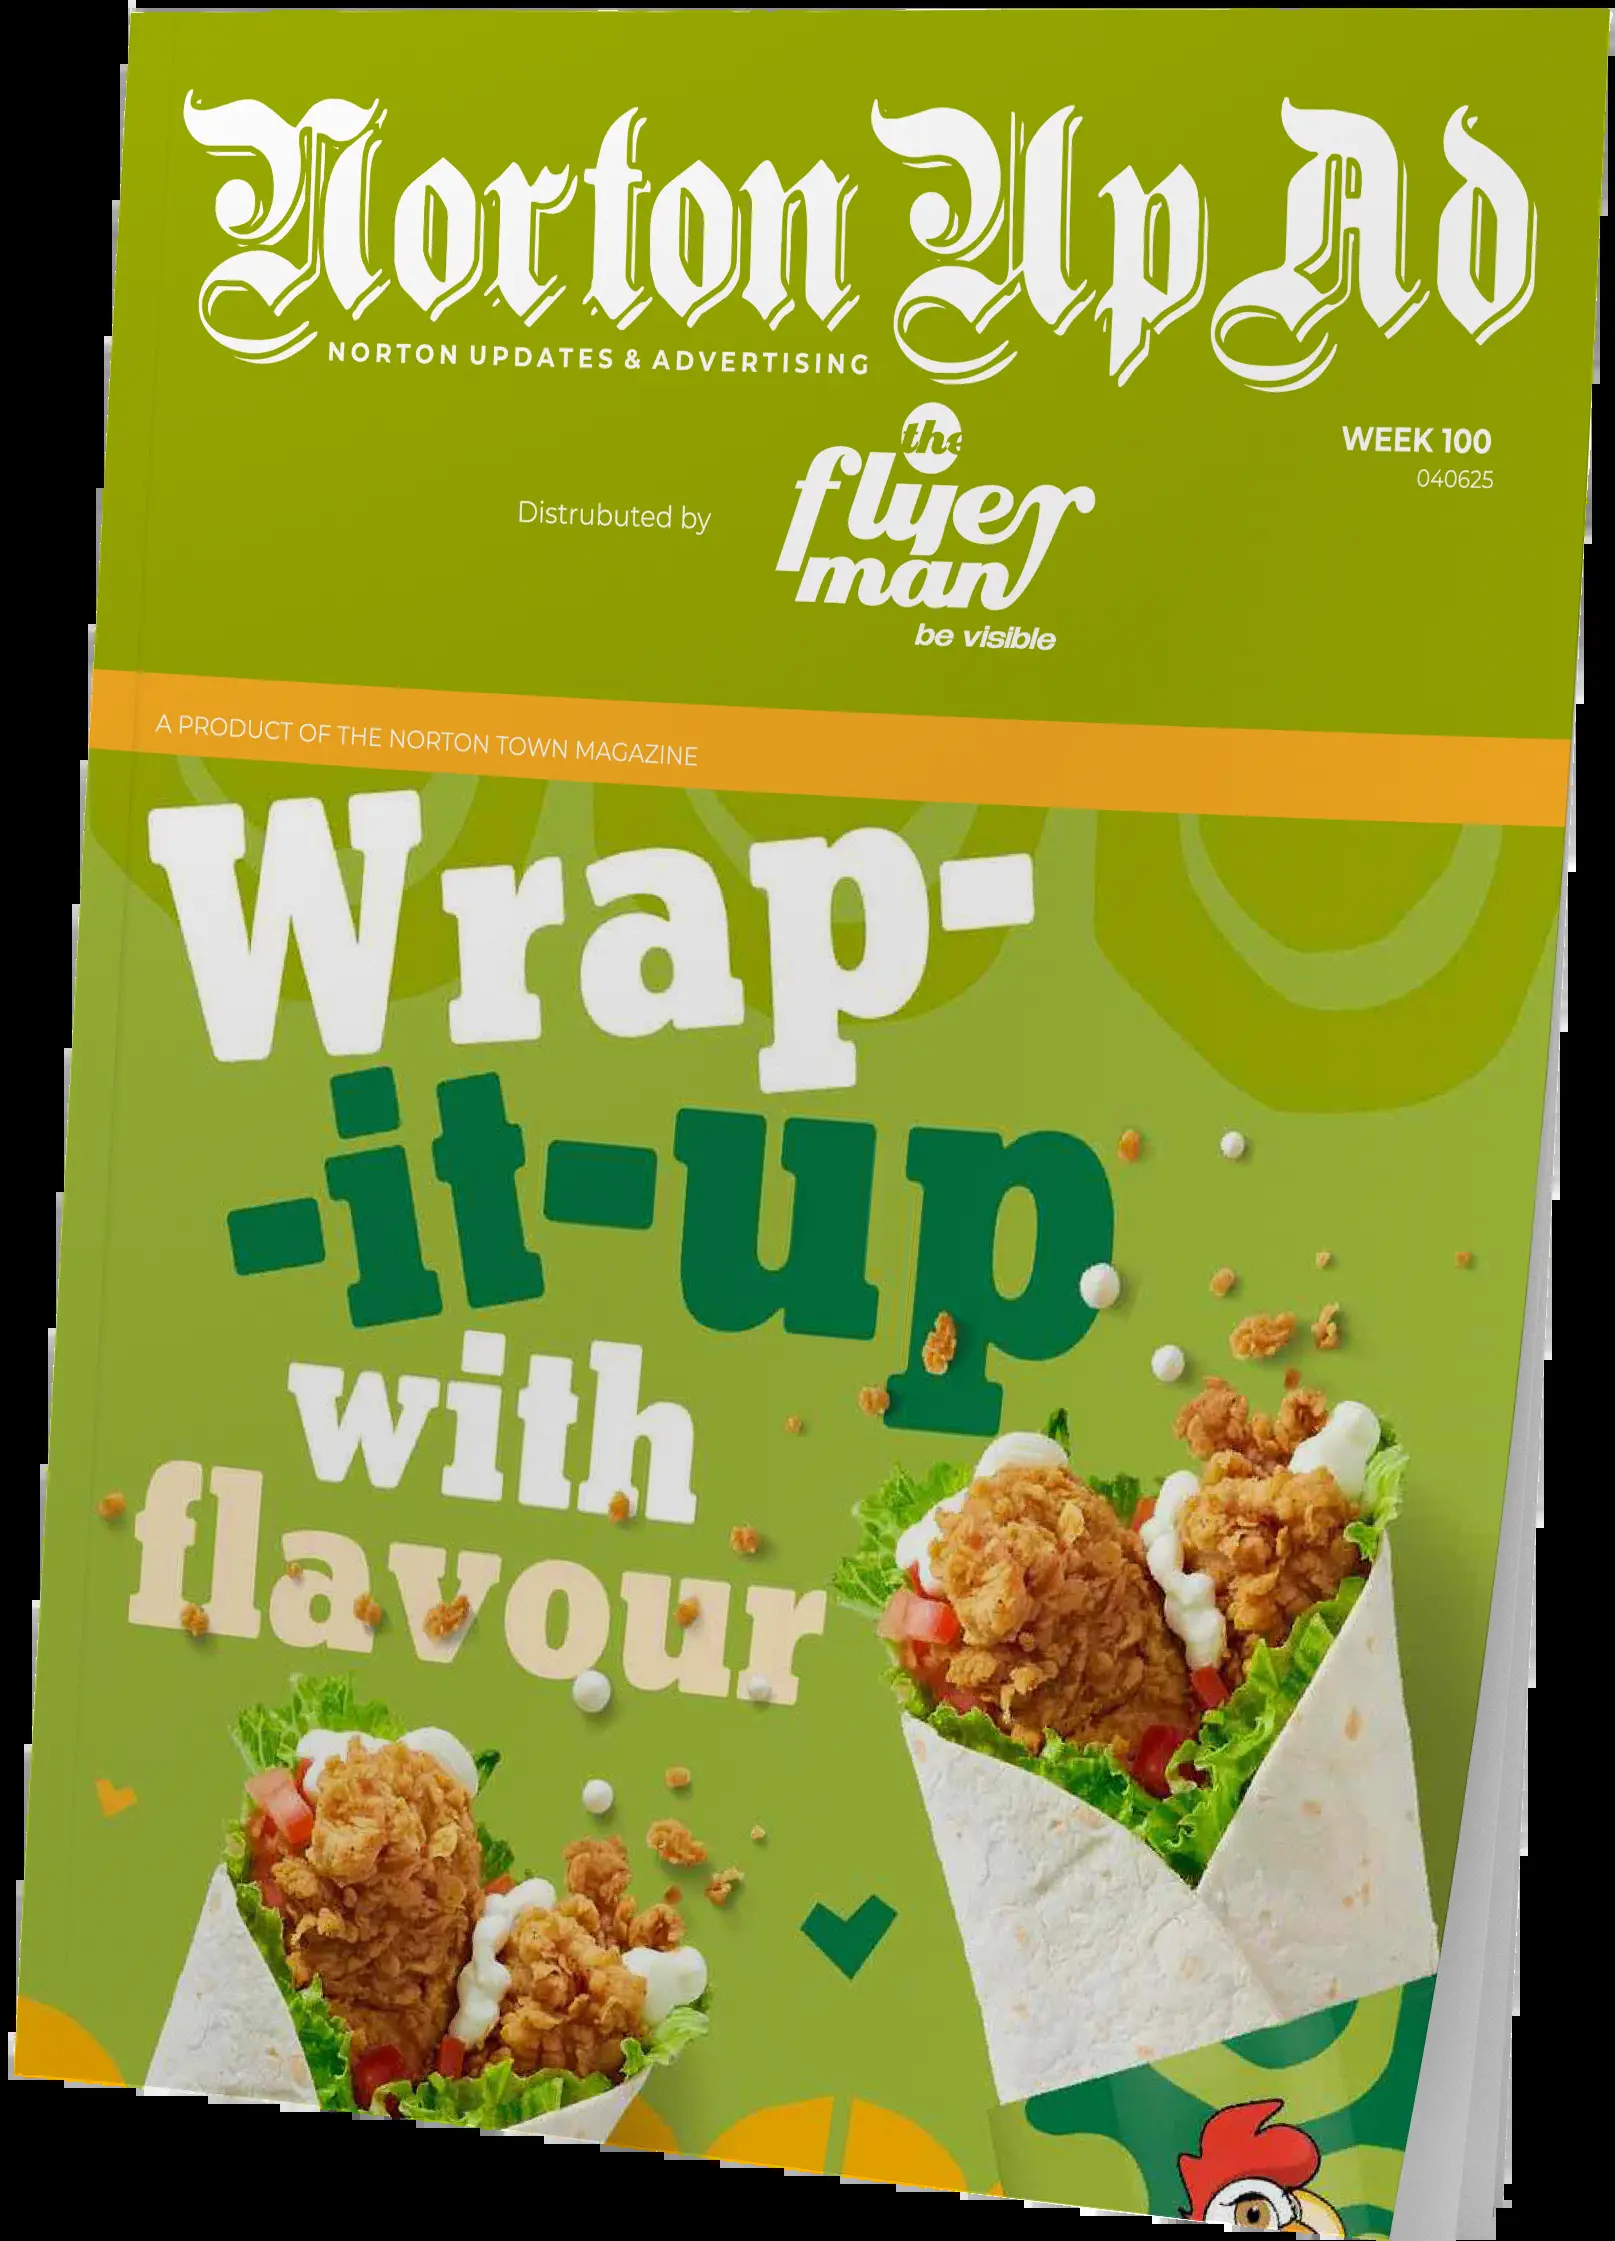 Norton Up Ad
NORTON UPDATES & ADVERTISING
WEEK 100
040625
Distrubuted by
the
flyer
man
be visible
A PRODUCT OF THE NORTON TOWN MAGAZINE
Wrap-
-it-up
with
flavour